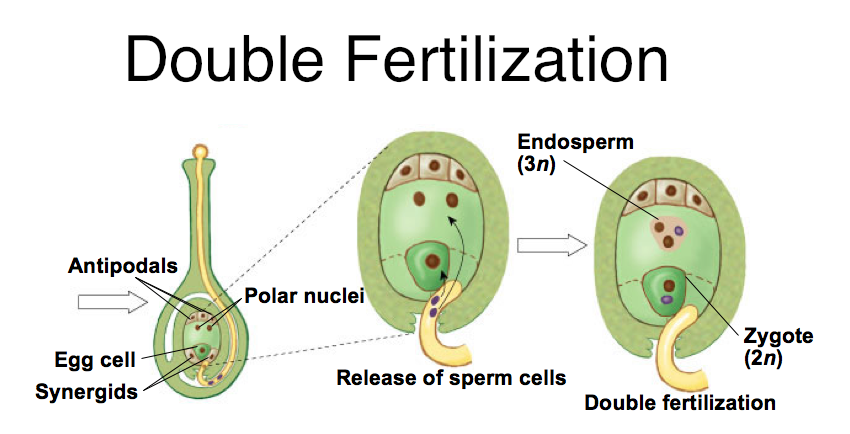 Double Fertilization
Antipodals
Polar nuclei
Egg cell
Synergids
Release of sperm cells
Endosperm
(3n)
Zygote
(2n)
Double fertilization